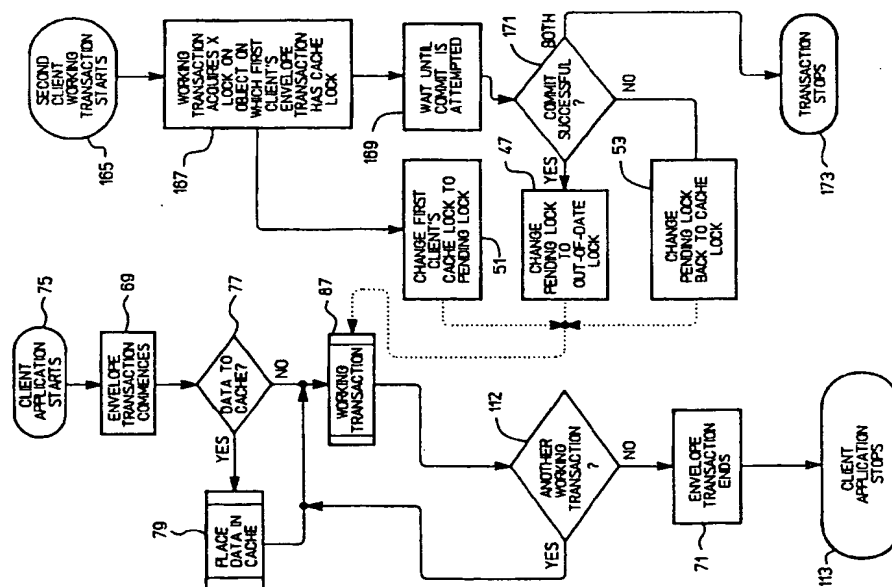 75
CLIENT
APPLICATION
STARTS
69
ENVELOPE
TRANSACTION
COMMENCES
77
DATA TO
CACHE?
YES
NO
79
PLACE
DATA IN
CACHE
87
WORKING
TRANSACTION
112
ANOTHER
WORKING
TRANSACTION
?
YES
NO
71
ENVELOPE
TRANSACTION
ENDS
113
CLIENT APPLICATION
STOPS
165
SECOND
CLIENT
WORKING
TRANSACTION
STARTS
167
WORKING
TRANSACTION
ACQUIRES X
LOCK ON
OBJECT ON
WHICH FIRST
CLIENT'S
ENVELOPE
TRANSACTION
HAS CACHE
LOCK
51
CHANGE FIRST
CLIENT'S
CACHE LOCK TO
PENDING LOCK
169
WAIT UNTIL
COMMIT IS
ATTEMPTED
171
COMMIT
SUCCESSFUL
?
YES
NO
BOTH
47
CHANGE
PENDING LOCK
TO
OUT-OF-DATE
LOCK
53
CHANGE
PENDING LOCK
BACK TO CACHE
LOCK
173
TRANSACTION
STOPS